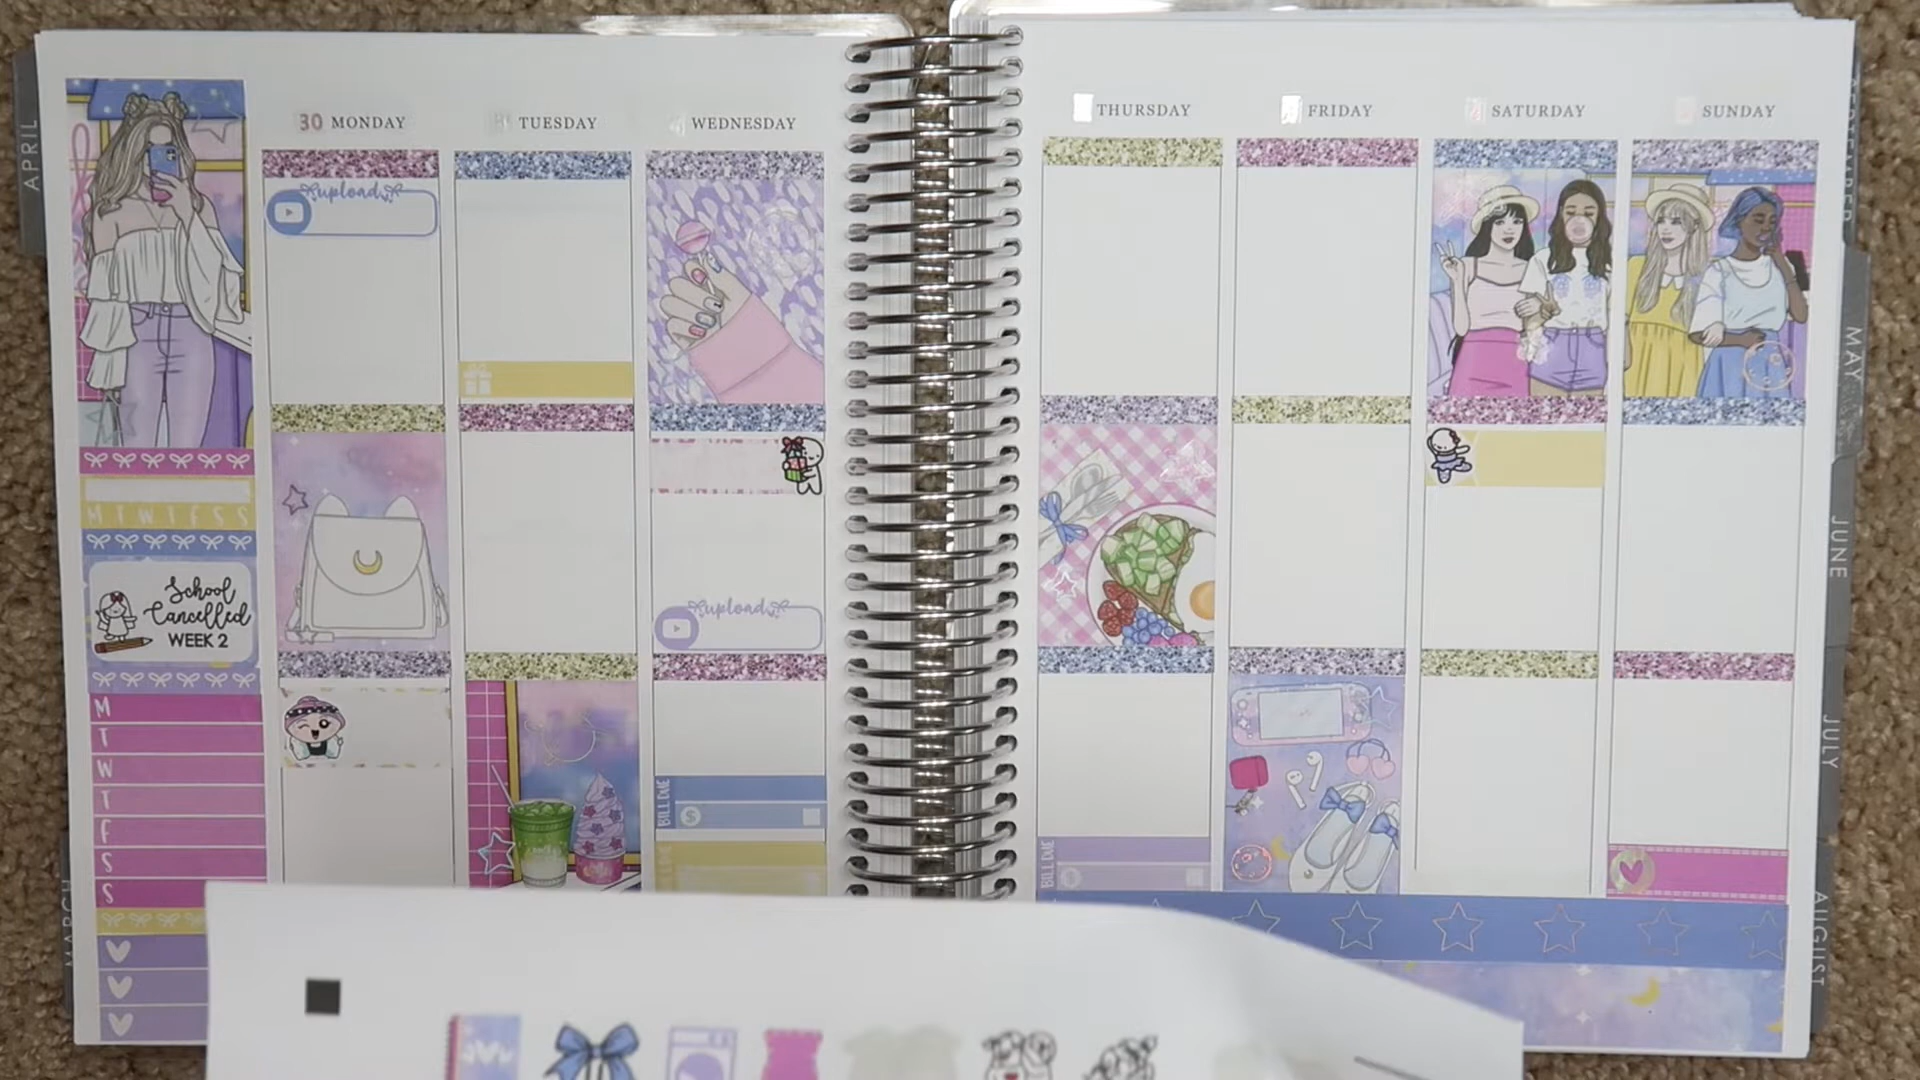 30 MONDAY
TUESDAY
WEDNESDAY
THURSDAY
FRIDAY
SATURDAY
SUNDAY
upload
M T W T F S S
School
Cancelled
WEEK 2
M
T
W
T
F
S
S
upload
BILL DUE
$
BILL DUE
APRIL
MARCH
MAY
JUNE
JULY
AUGUST